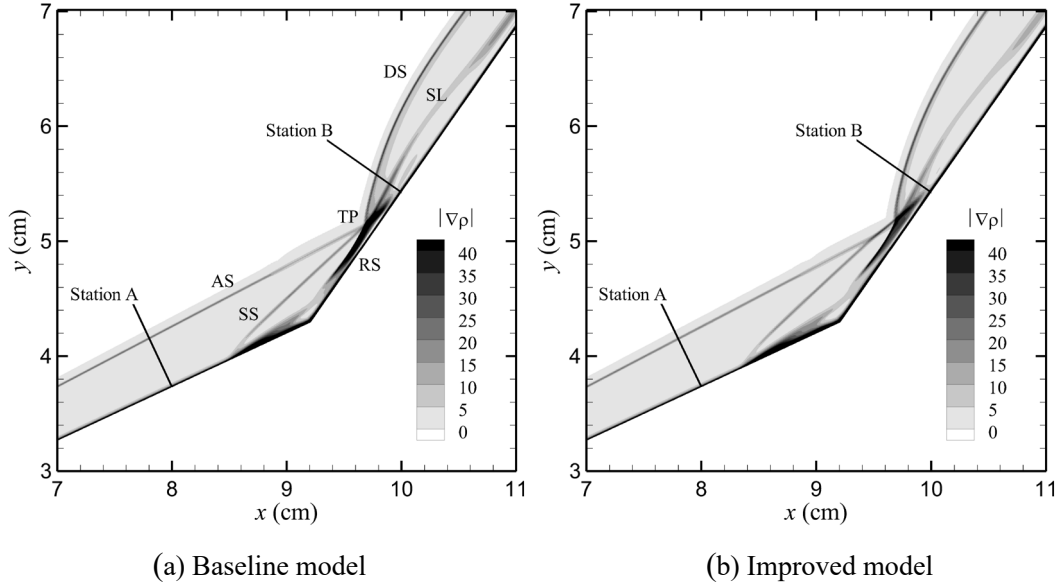 7
6
5
4
3
y (cm)
7
8
9
10
11
x (cm)
DS
SL
Station B
TP
RS
AS
SS
Station A
|∇ρ|
40
35
30
25
20
15
10
5
0
(a) Baseline model
7
6
5
4
3
y (cm)
7
8
9
10
11
x (cm)
Station B
Station A
|∇ρ|
40
35
30
25
20
15
10
5
0
(b) Improved model